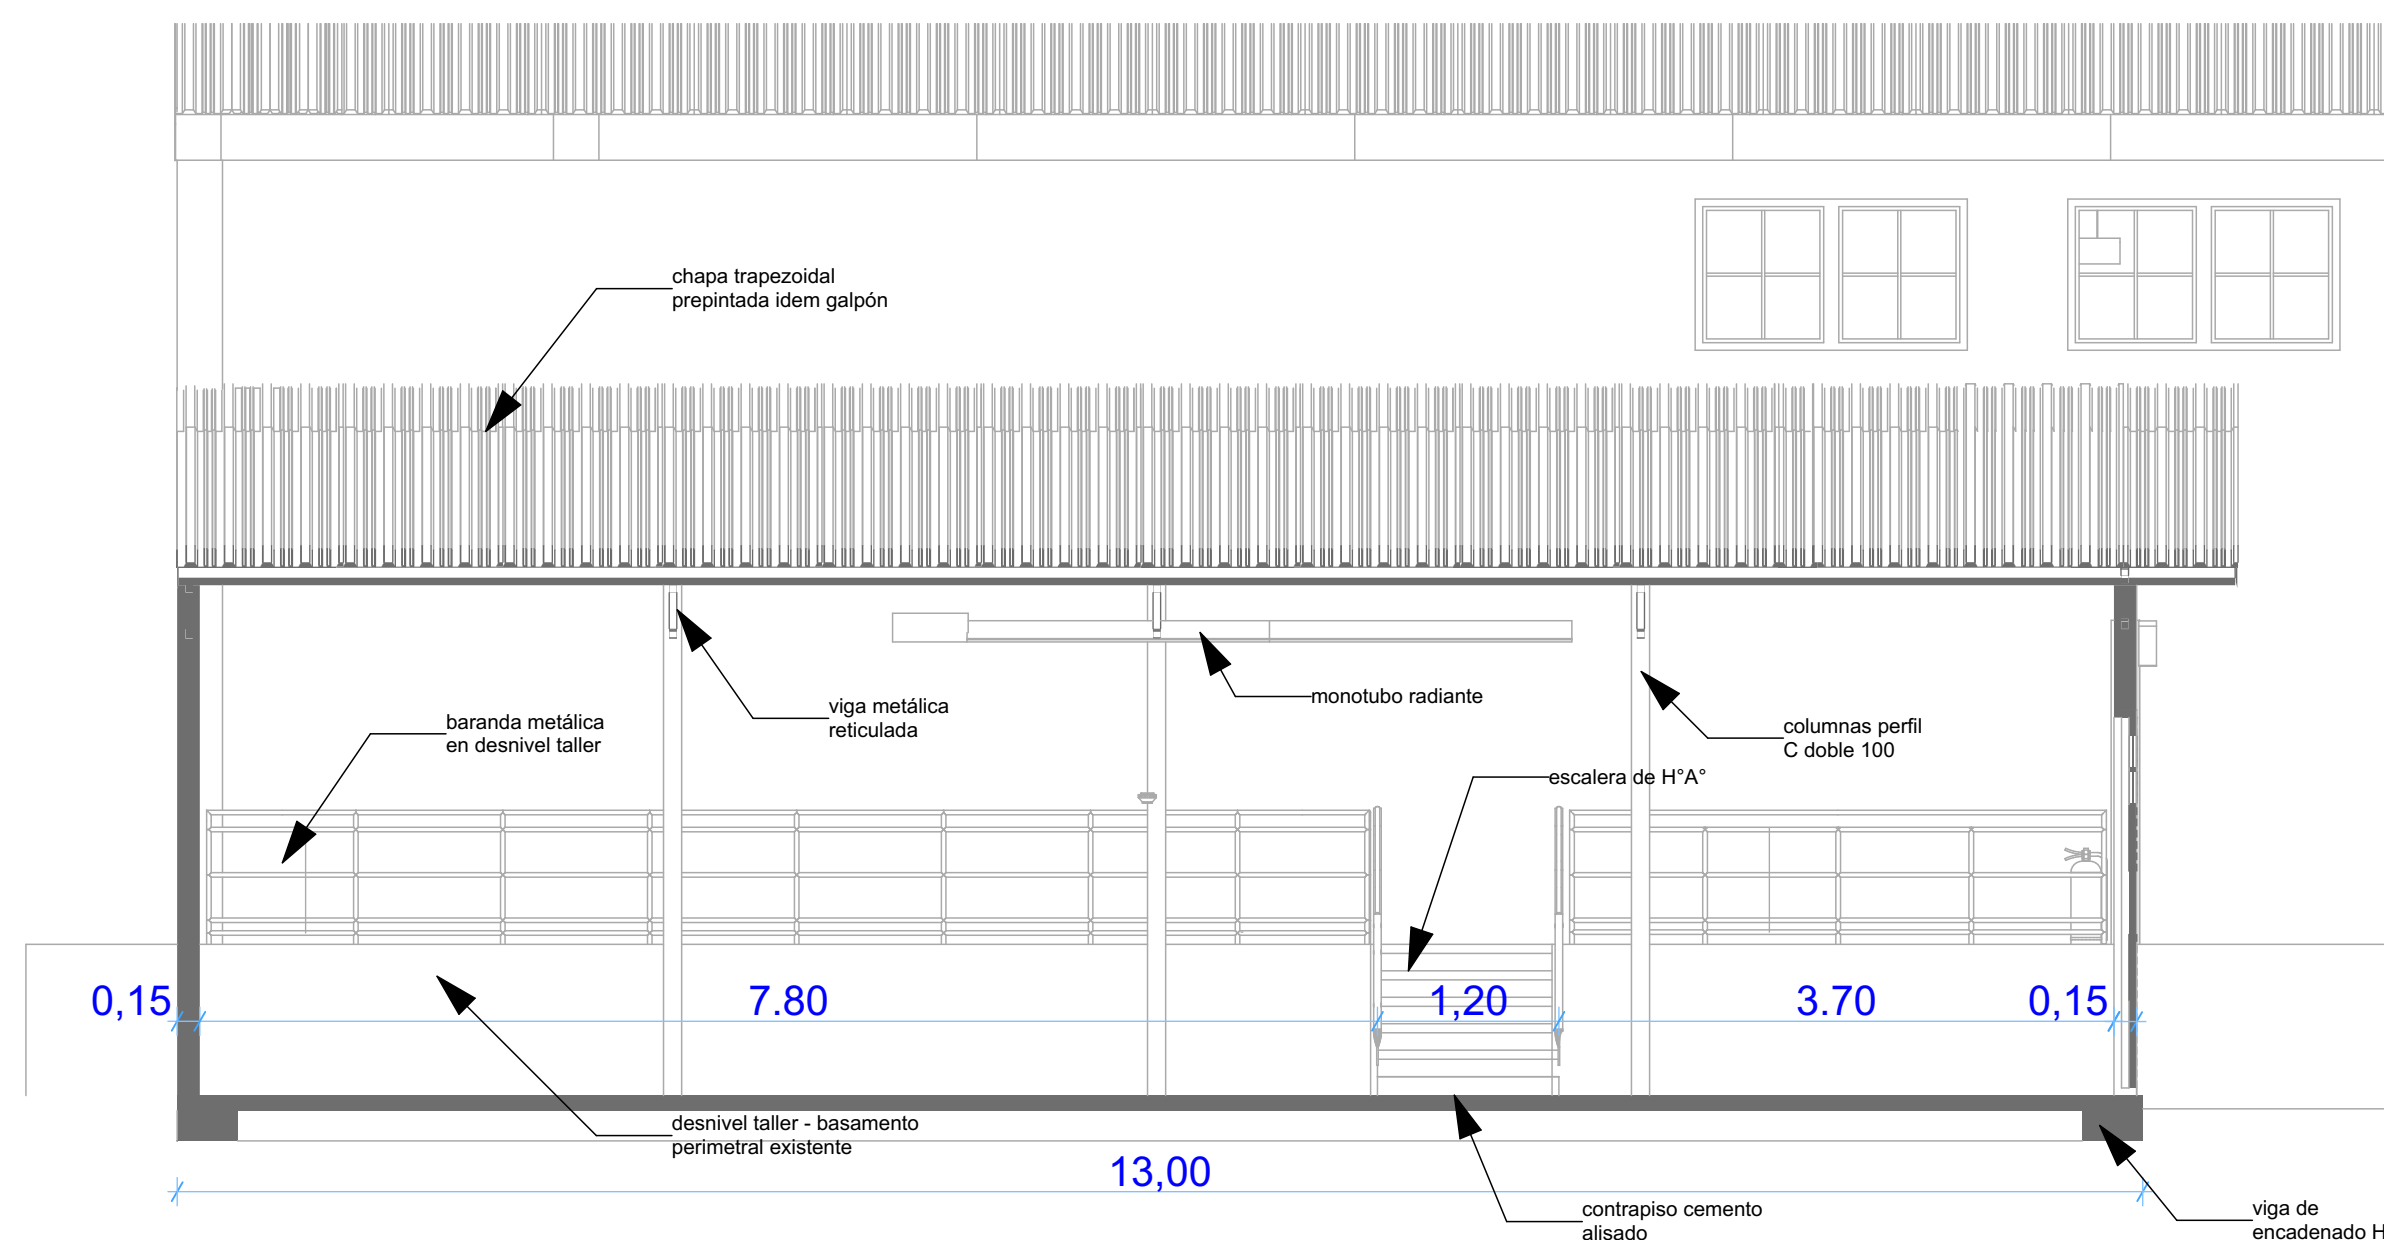 chapa trapezoidal
prepintada idem galpón
viga metálica
reticulada
monotubo radiante
baranda metálica
en desnivel taller
columnas perfil
C doble 100
escalera de H°A°
0,15
7.80
1,20
3.70
0,15
desnivel taller - basamento
perimetral existente
13,00
contrapiso cemento
alisado
viga de
encadenado H